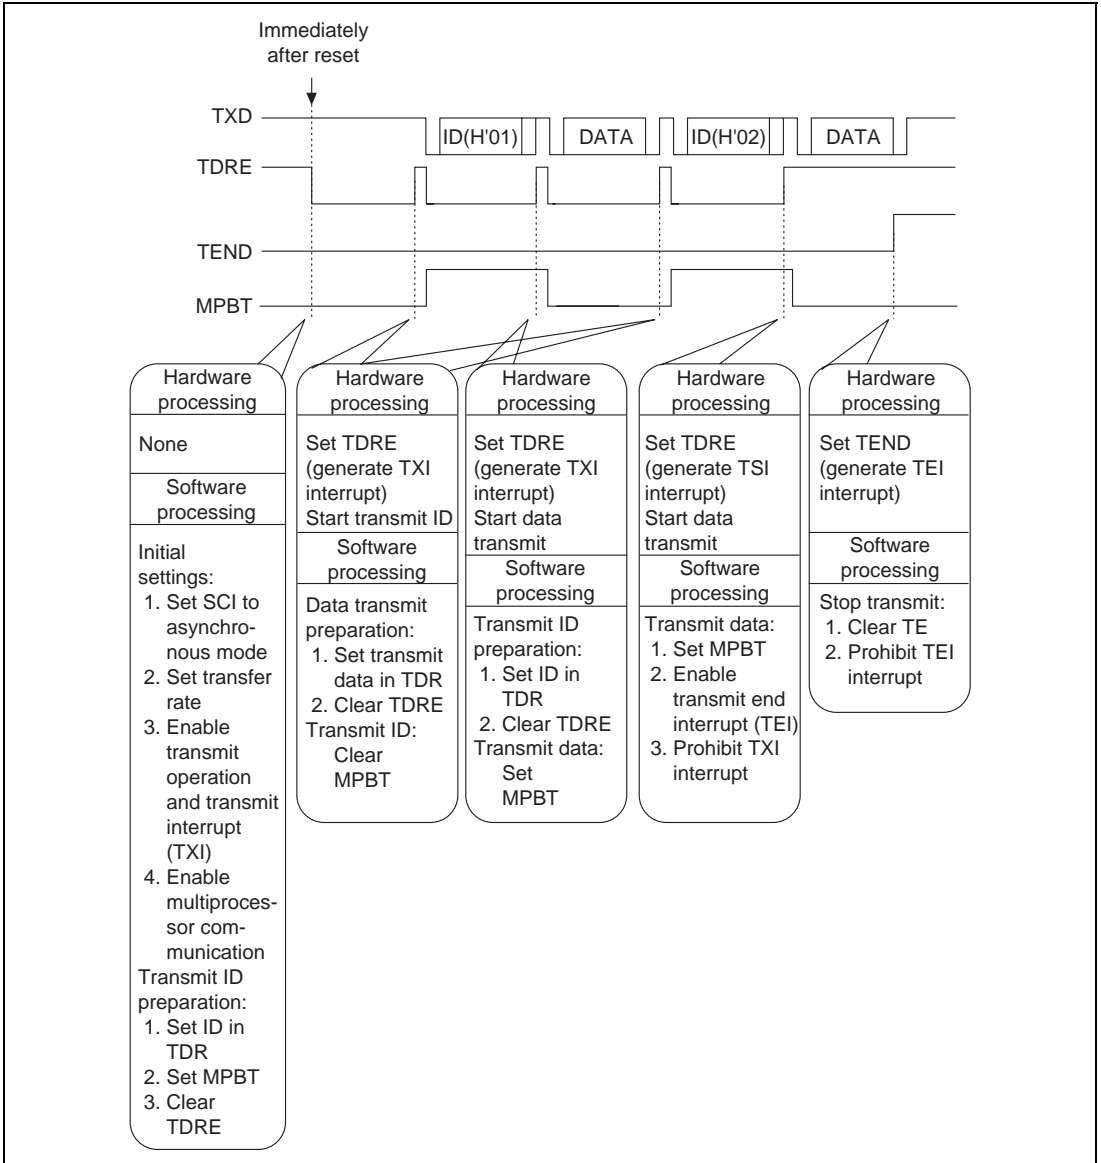 Immediately
after reset
TXD
ID(H'01)
DATA
ID(H'02)
DATA
TDRE
TEND
MPBT
Hardware
processing
None
Software
processing
Initial
settings:
1. Set SCI to
asynchro-
nous mode
2. Set transfer
rate
3. Enable
transmit
operation
and transmit
interrupt
(TXI)
4. Enable
multiproces-
sor com-
munication
Transmit ID
preparation:
1. Set ID in
TDR
2. Set MPBT
3. Clear
TDRE
Hardware
processing
Set TDRE
(generate TXI
interrupt)
Start transmit ID
Software
processing
Data transmit
preparation:
1. Set transmit
data in TDR
2. Clear TDRE
Transmit ID:
Clear
MPBT
Hardware
processing
Set TDRE
(generate TXI
interrupt)
Start data
transmit
Software
processing
Transmit ID
preparation:
1. Set ID in
TDR
2. Clear TDRE
Transmit data:
Set
MPBT
Hardware
processing
Set TDRE
(generate TSI
interrupt)
Start data
transmit
Software
processing
Transmit data:
1. Set MPBT
2. Enable
transmit end
interrupt (TEI)
3. Prohibit TXI
interrupt
Hardware
processing
Set TEND
(generate TEI
interrupt)
Software
processing
Stop transmit:
1. Clear TE
2. Prohibit TEI
interrupt